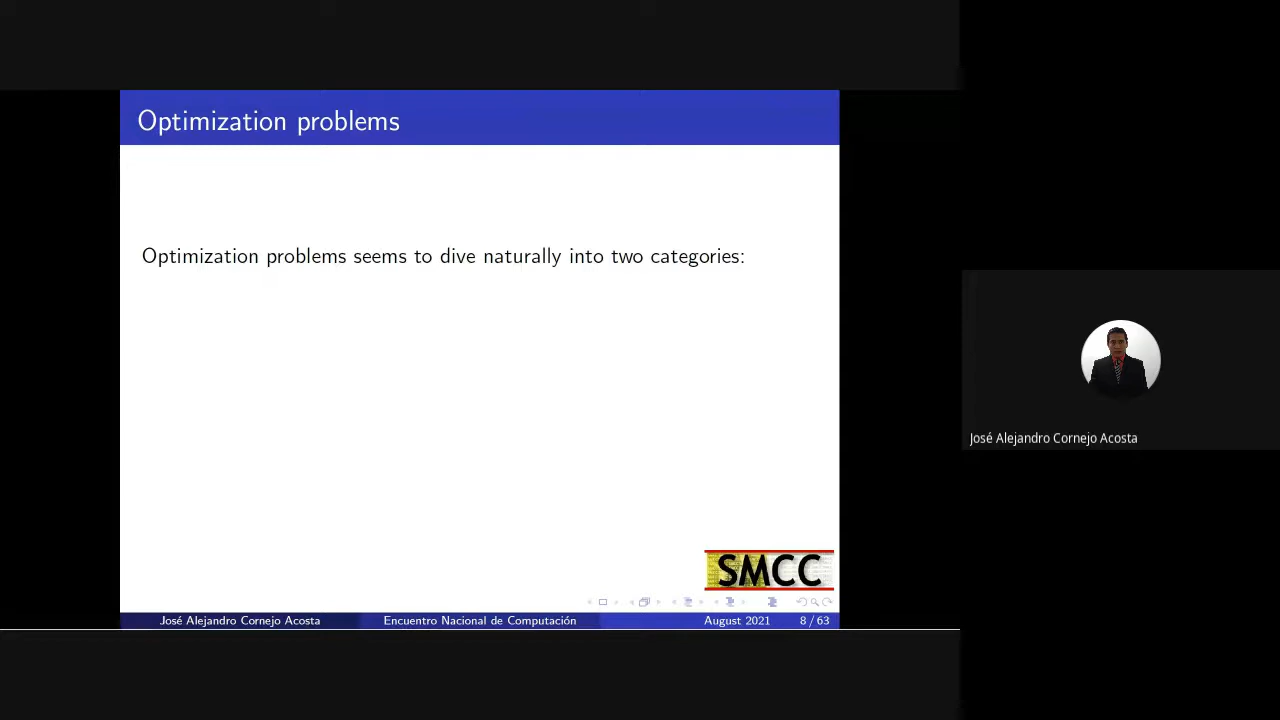 Optimization problems
Optimization problems seems to dive naturally into two categories:
José Alejandro Cornejo Acosta
SMCC
José Alejandro Cornejo Acosta Encuentro Nacional de Computación August 2021 8 / 63